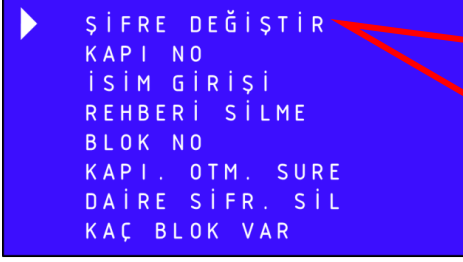 ŞİFRE DEĞİŞTİR
KAPI NO
İSİM GİRİŞİ
REHBERİ SİLME
BLOK NO
KAPI. OTM. SURE
DAİRE SİFR. SİL
KAÇ BLOK VAR